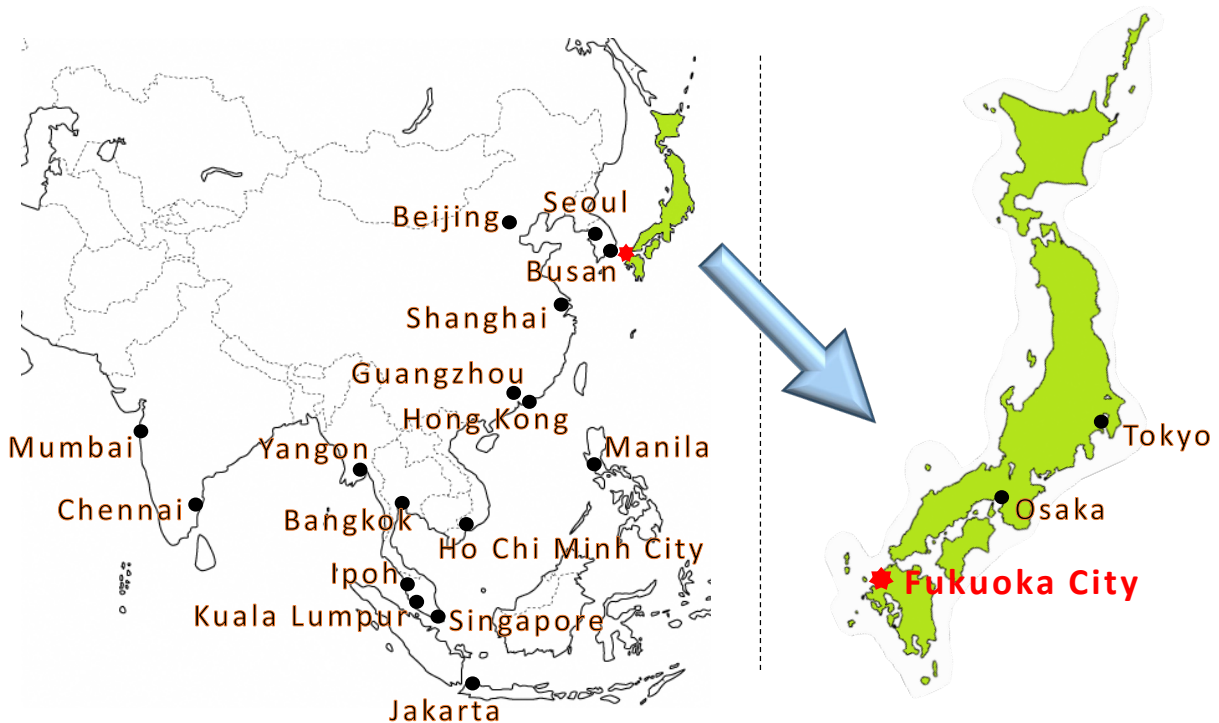 Seoul
Beijing
Busan
Shanghai
Guangzhou
Hong Kong
Mumbai
Yangon
Manila
Chennai
Bangkok
Ho Chi Minh City
Ipoh
Kuala Lumpur
Singapore
Jakarta
Tokyo
Osaka
Fukuoka City